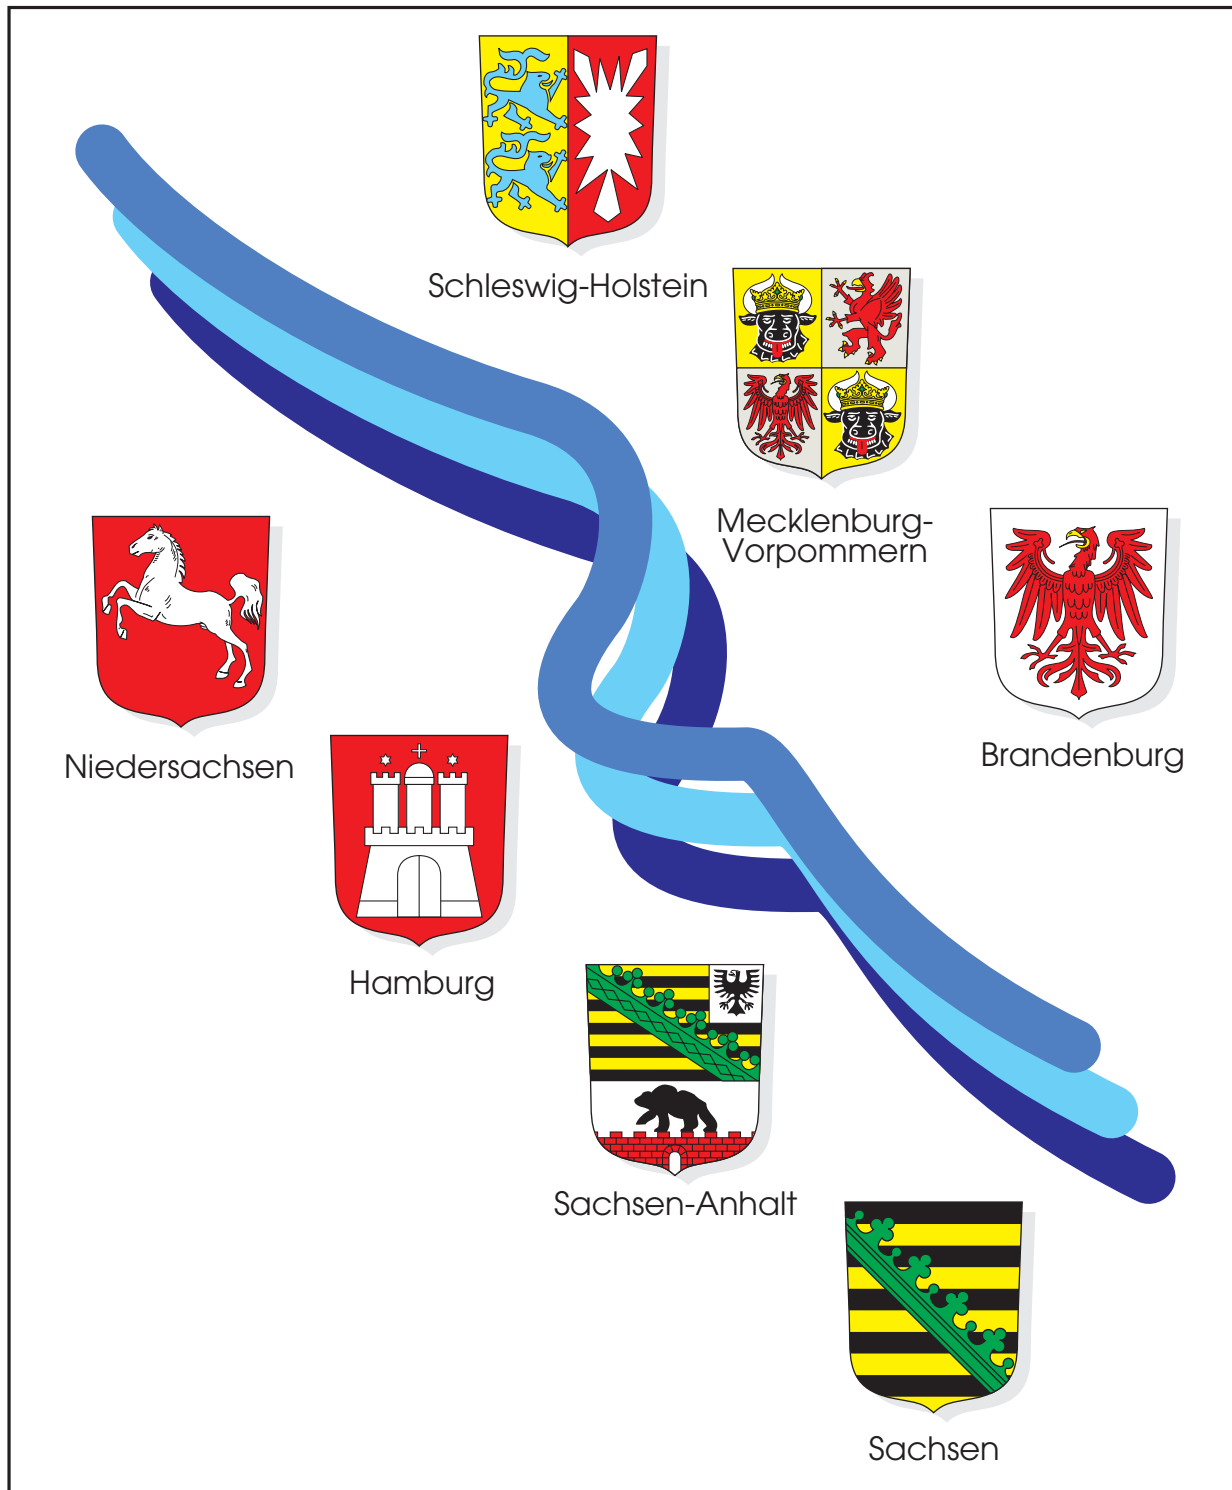 Schleswig-Holstein
Mecklenburg-
Vorpommern
Niedersachsen
Brandenburg
Hamburg
Sachsen-Anhalt
Sachsen